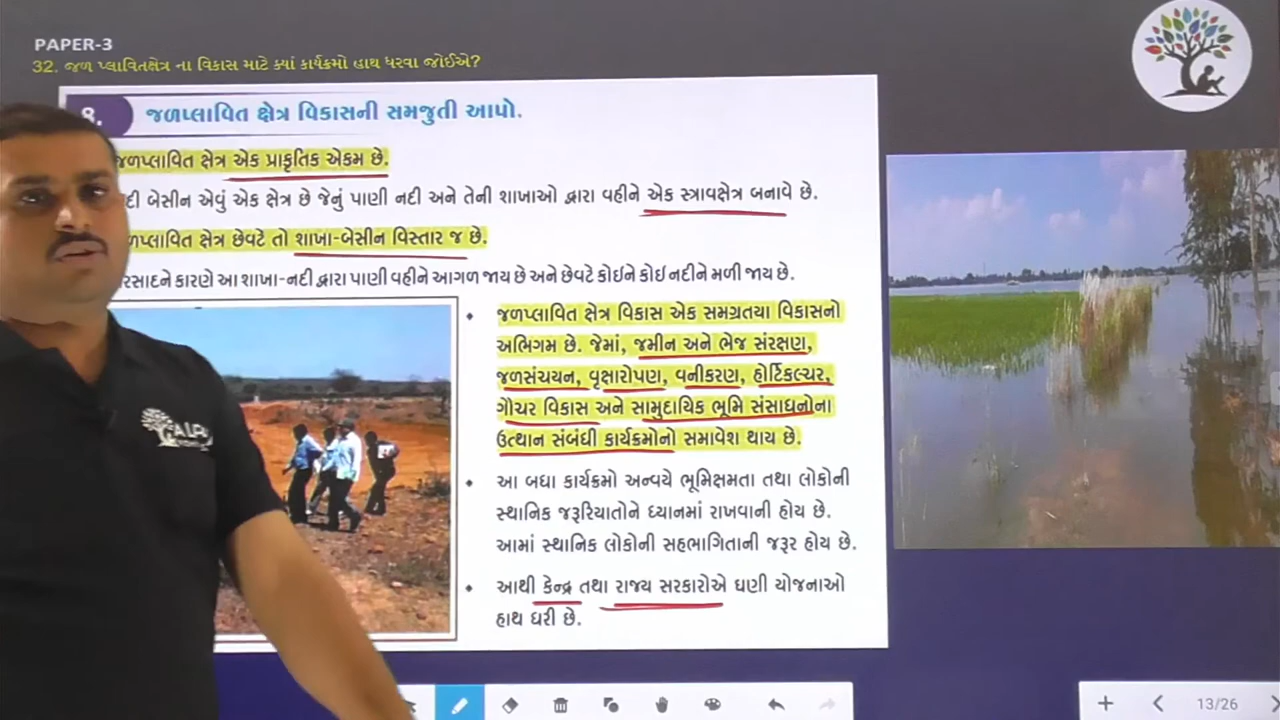 PAPER-3
32. જળ પ્લાવિતક્ષેત્ર ના વિકાસ માટે ક્યાં કાર્યક્રમો હાથ ધરવા જોઈએ?
8. જળપ્લાવિત ક્ષેત્ર વિકાસની સમજુતી આપો.
જળપ્લાવિત ક્ષેત્ર એક પ્રાકૃતિક એકમ છે.
બેસીન એવું એક ક્ષેત્ર છે જેનું પાણી નદી અને તેની શાખાઓ દ્વારા વહીને એક સ્ત્રાવક્ષેત્ર બનાવે છે.
ક્ષેત્ર છેવટે તો શાખા-બેસીન વિસ્તાર જ છે.
કારણે આ શાખા-નદી દ્વારા પાણી વહીને આગળ જાય છે અને છેવટે કોઈને કોઈ નદીને મળી જાય છે.
જળપ્લાવિત ક્ષેત્ર વિકાસ એક સમગ્રતયા વિકાસનો
અભિગમ છે. જેમાં, જમીન અને ભેજ સંરક્ષણ,
જળસંચયન, વૃક્ષારોપણ, વનીકરણ, હોર્ટિકલ્ચર,
ગૌચર વિકાસ અને સામુદાયિક ભૂમિ સંસાધનોના
ઉત્થાન સંબંધી કાર્યક્રમોનો સમાવેશ થાય છે.
આ બધા કાર્યક્રમો અન્વયે ભૂમિક્ષમતા તથા લોકોની
સ્થાનિક જરૂરિયાતોને ધ્યાનમાં રાખવાની હોય છે.
આમાં સ્થાનિક લોકોની સહભાગિતાની જરૂર હોય છે.
આથી કેન્દ્ર તથા રાજ્ય સરકારોએ ઘણી યોજનાઓ
હાથ ધરી છે.
13/26